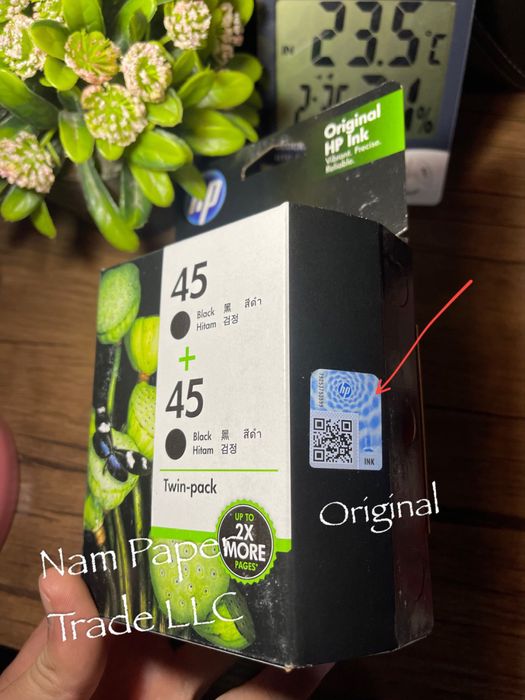 IN
23.5°C
Original
HP Ink
Vibrant. Precise.
Reliable.
hp
45
Black 黑 สีดำ
Hitam 검정
+
45
Black 黑 สีดำ
Hitam 검정
Twin-pack
UP TO
2X
MORE
PAGES*
hp
INK
Original
Nam Paper
Trade LLC